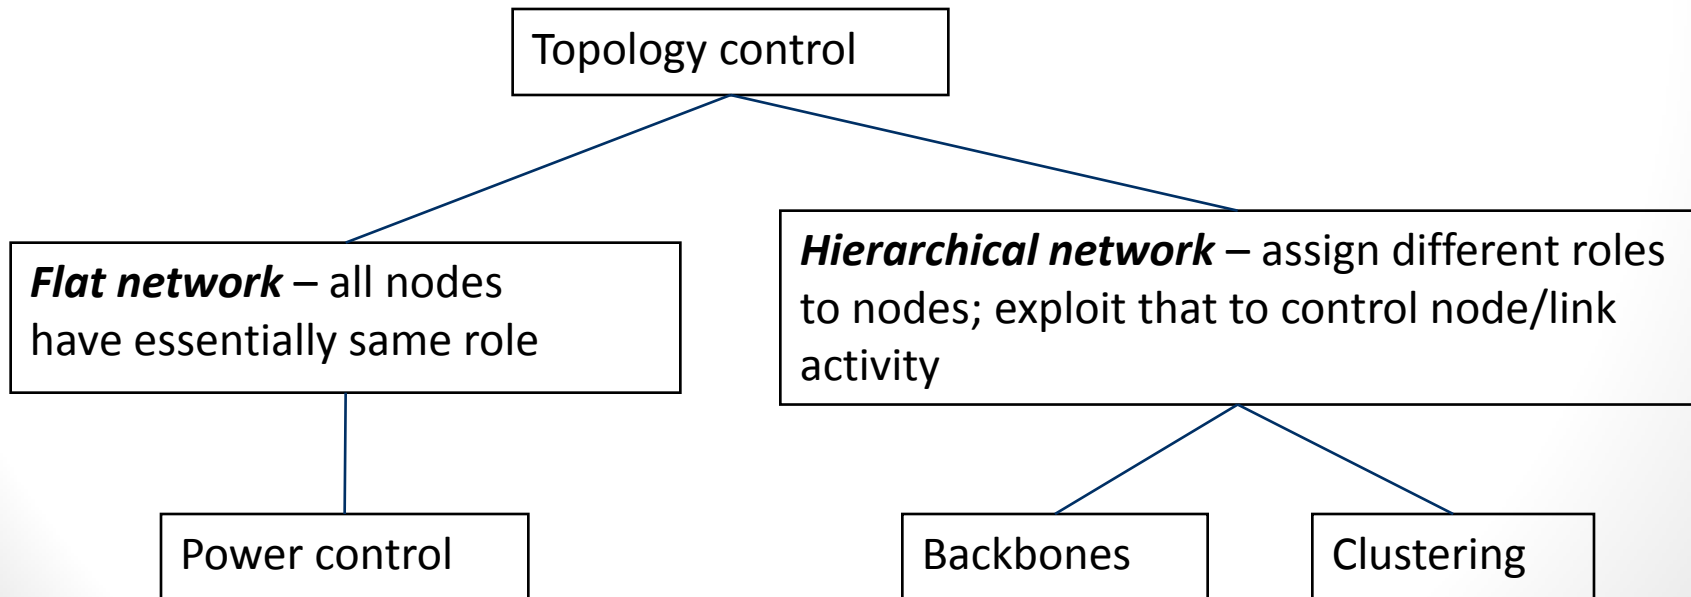 Topology control
Flat network – all nodes
have essentially same role
Hierarchical network – assign different roles
to nodes; exploit that to control node/link
activity
Power control
Backbones
Clustering